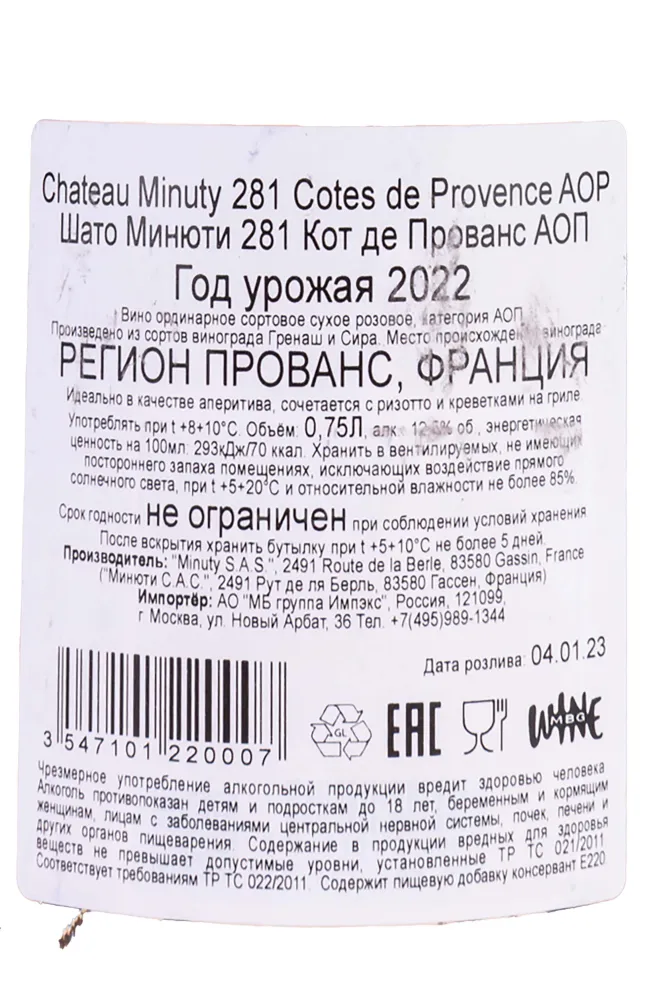 Chateau Minuty 281 Cotes de Provence AOP
Шато Минюти 281 Кот де Прованс АОП
Год урожая 2022
Вино ординарное сортовое сухое розовое, категория АОП
Произведено из сортов винограда Гренаш и Сира. Место происхождения винограда
РЕГИОН ПРОВАНС, ФРАНЦИЯ
Идеально в качестве аперитива, сочетается с ризотто и креветками на гриле
Употреблять при t +8+10°С. Объём: 0,75Л, алк. об., энергетическая
ценность на 100мл: 293кДж/70 ккал. Хранить в вентилируемых, не имеющих
постороннего запаха помещениях, исключающих воздействие прямого
солнечного света, при t +5+20°С и относительной влажности не более 85%.
Срок годности не ограничен при соблюдении условий хранения
После вскрытия хранить бутылку при t +5+10°С не более 5 дней.
Производитель: "Minuty S.A.S.", 2491 Route de la Berle, 83580 Gassin, France
("Минюти С.А.С.", 2491 Рут де ля Берль, 83580 Гассен, Франция)
Импортёр: АО "МБ группа Импэкс", Россия, 121099,
г Москва, ул. Новый Арбат, 36 Тел. +7(495)989-1344
Дата розлива: 04.01.23
3 547101 220007
GL
EAC
WINE
MBG
Чрезмерное употребление алкогольной продукции вредит здоровью человека
Алкоголь противопоказан детям и подросткам до 18 лет, беременным и кормящим
женщинам, лицам с заболеваниями центральной нервной системы, почек, печени и
других органов пищеварения. Содержание в продукции вредных для здоровья
веществ не превышает допустимые уровни, установленные ТР ТС 021/2011
Соответствует требованиям ТР ТС 022/2011. Содержит пищевую добавку консервант Е220